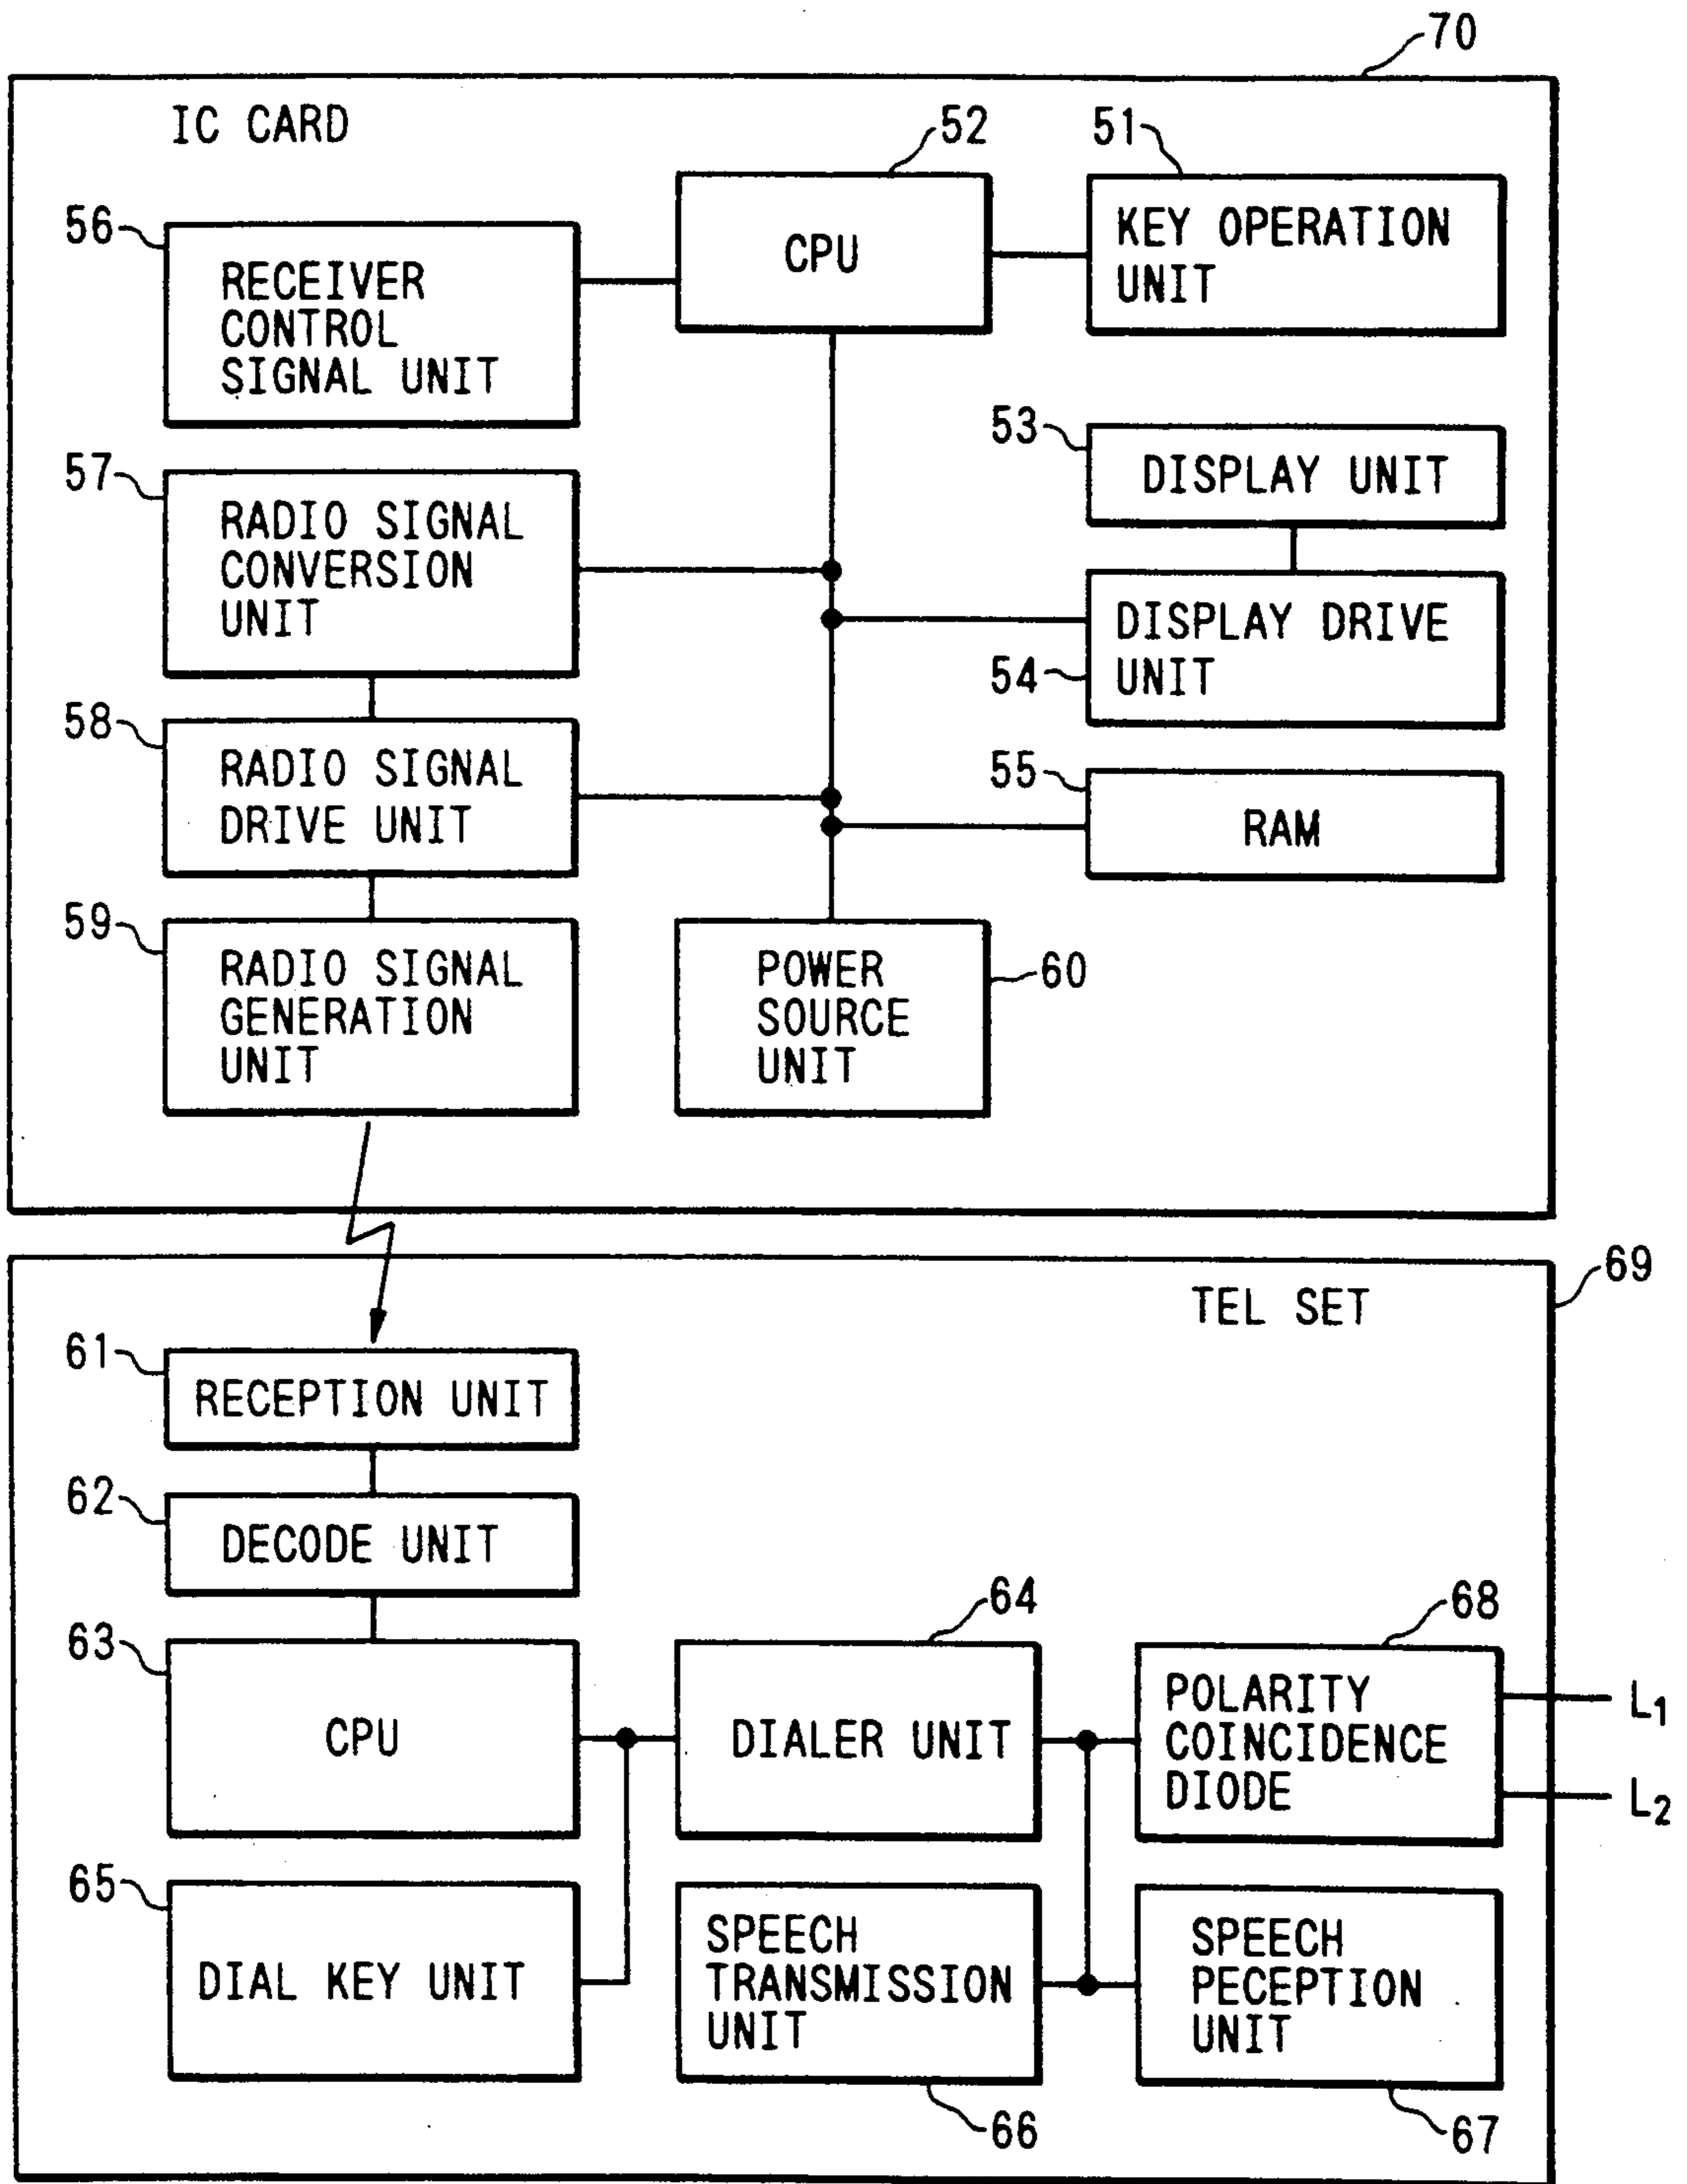 70
IC CARD
52
51
56
CPU
KEY OPERATION
UNIT
RECEIVER
CONTROL
SIGNAL UNIT
53
DISPLAY UNIT
57
RADIO SIGNAL
CONVERSION
UNIT
54
DISPLAY DRIVE
UNIT
58
RADIO SIGNAL
DRIVE UNIT
55
RAM
59
RADIO SIGNAL
GENERATION
UNIT
POWER
SOURCE
UNIT
60
69
TEL SET
61
RECEPTION UNIT
62
DECODE UNIT
63
CPU
64
DIALER UNIT
68
POLARITY
COINCIDENCE
DIODE
L1
L2
65
DIAL KEY UNIT
SPEECH
TRANSMISSION
UNIT
66
SPEECH
PECEPTION
UNIT
67